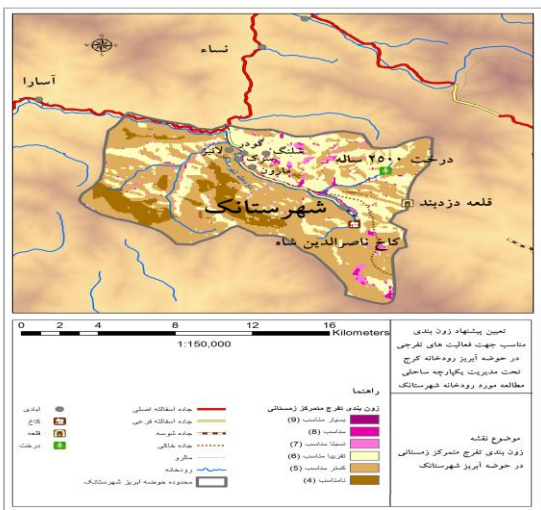 نساء
آسارا
گودر
شلنگ
لانیز
سرک
مارون
درخت ۲۵۰۰ ساله
قلعه دزدبند
شهرستانک
کاخ ناصرالدین شاه
0 2 4 8 12 16 Kilometers
1:150,000
تعیین پیشنهاد زون بندی
مناسب جهت فعالیت های تفرجی
در حوضه آبریز رودخانه کرج
تحت مدیریت یکپارچه ساحلی
مطالعه مورد رودخانه شهرستانک
راهنما
زون بندی تفرج متمرکز زمستانی
بسیار مناسب (9)
مناسب (8)
نسبتا مناسب (7)
تقریبا مناسب (6)
کمتر مناسب (5)
نامناسب (4)
جاده اسفالته اصلی
جاده اسفالته فرعی
جاده شوسه
جاده خاکی
مالرو
رودخانه
محدوده حوضه آبریز شهرستانک
آبادی
کاخ
قلعه
درخت
موضوع نقشه
زون بندی تفرج متمرکز زمستانی
در حوضه آبریز شهرستانک